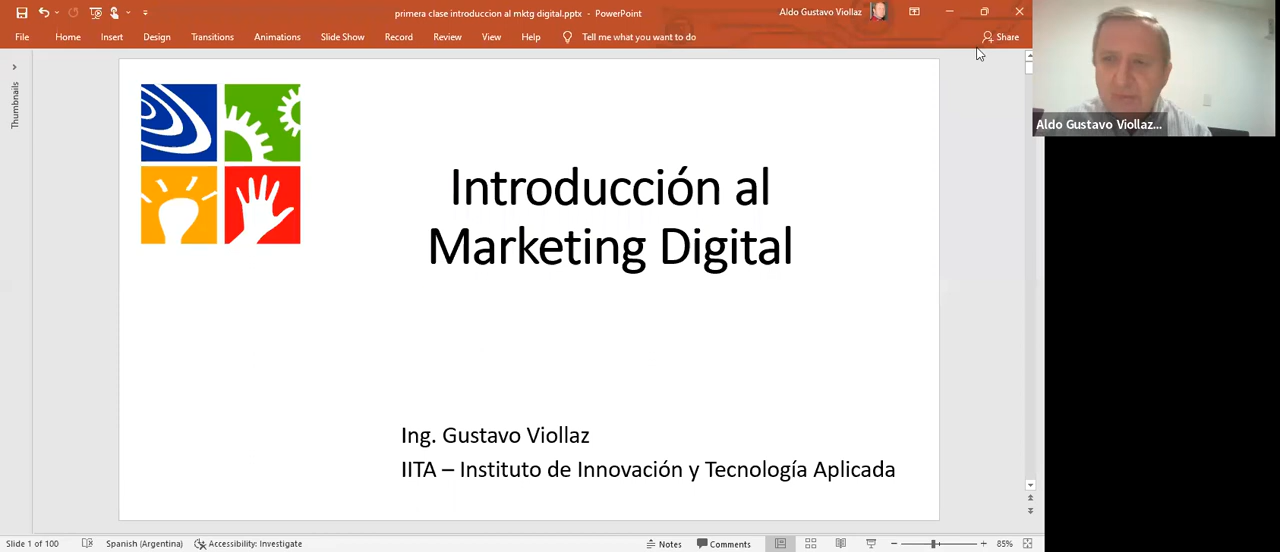 primera clase introduccion al mktg digital.pptx - PowerPoint
Aldo Gustavo Viollaz
File Home Insert Design Transitions Animations Slide Show Record Review View Help Tell me what you want to do Share
Thumbnails
Aldo Gustavo Viollaz...
Introducción al
Marketing Digital
Ing. Gustavo Viollaz
IITA – Instituto de Innovación y Tecnología Aplicada
Slide 1 of 100 Spanish (Argentina) Accessibility: Investigate Notes Comments 85%